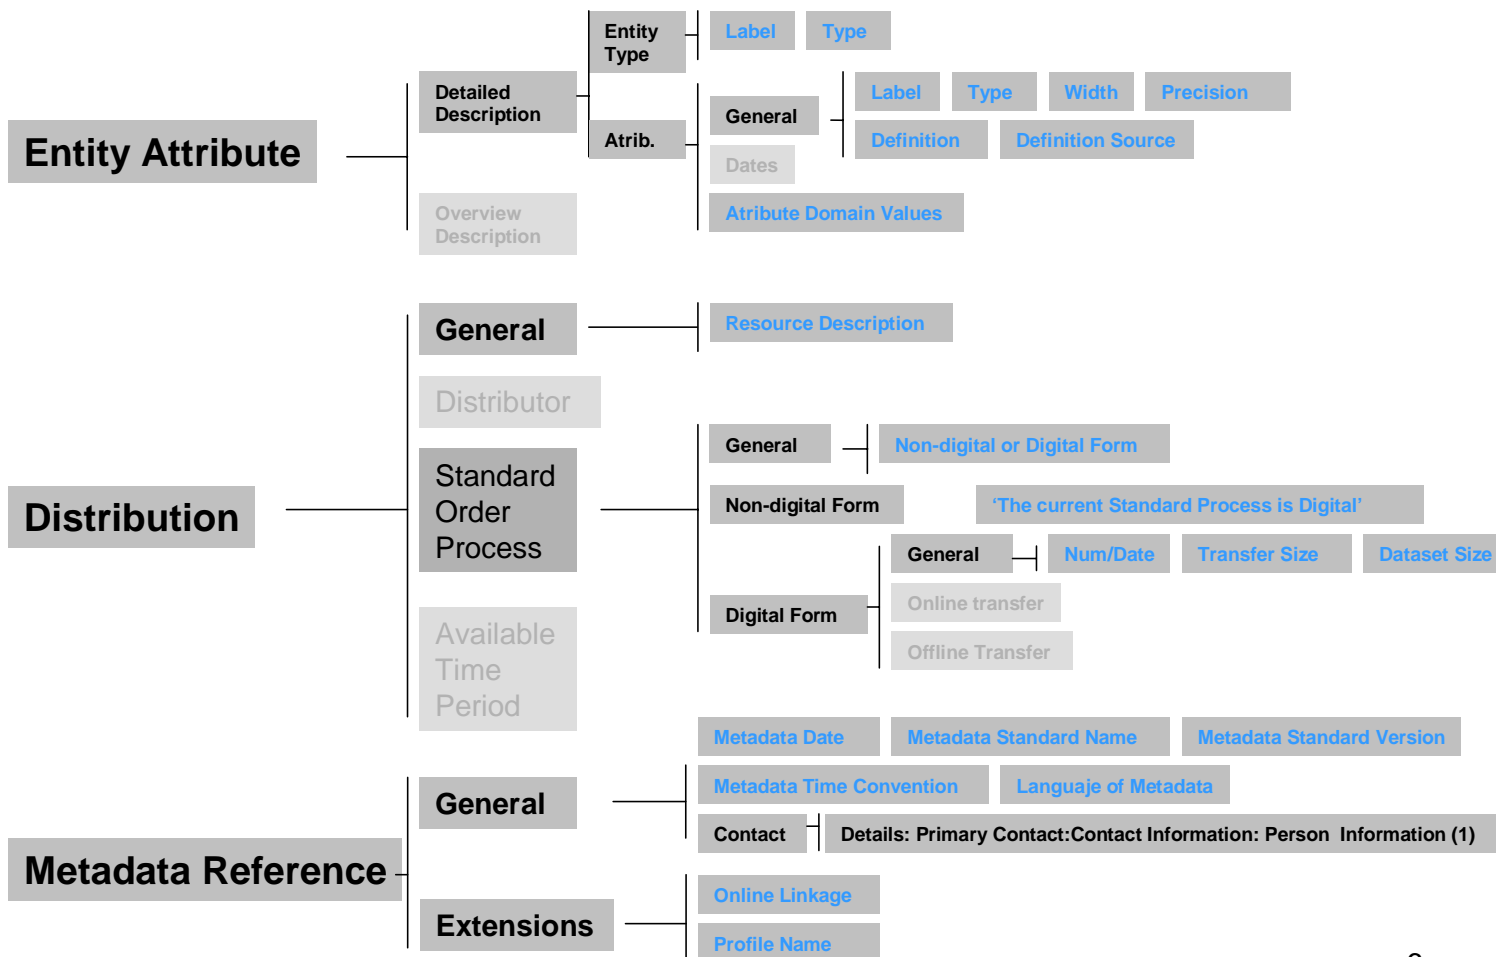 Entity Attribute
Detailed
Description
Entity
Type
Label
Type
Atrib.
General
Label
Type
Width
Precision
Definition
Definition Source
Dates
Atribute Domain Values
Overview
Description
Distribution
General
Resource Description
Distributor
Standard
Order
Process
General
Non-digital or Digital Form
Non-digital Form
‘The current Standard Process is Digital’
Digital Form
General
Num/Date
Transfer Size
Dataset Size
Online transfer
Offline Transfer
Available
Time
Period
Metadata Reference
General
Metadata Date
Metadata Standard Name
Metadata Standard Version
Metadata Time Convention
Languaje of Metadata
Contact
Details: Primary Contact:Contact Information: Person Information (1)
Extensions
Online Linkage
Profile Name